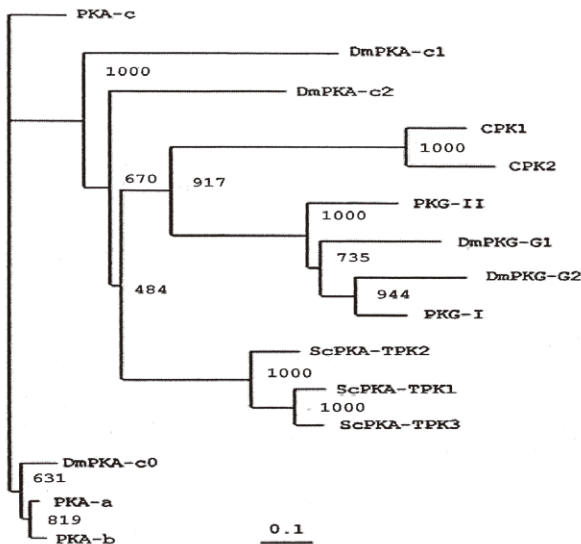 PKA-c
DmPKA-c1
1000
DmPKA-c2
CPK1
1000
CPK2
670
917
PKG-II
1000
DmPKG-G1
735
DmPKG-G2
944
PKG-I
484
ScPKA-TPK2
1000
ScPKA-TPK1
1000
ScPKA-TPK3
DmPKA-c0
631
PKA-a
819
PKA-b
0.1